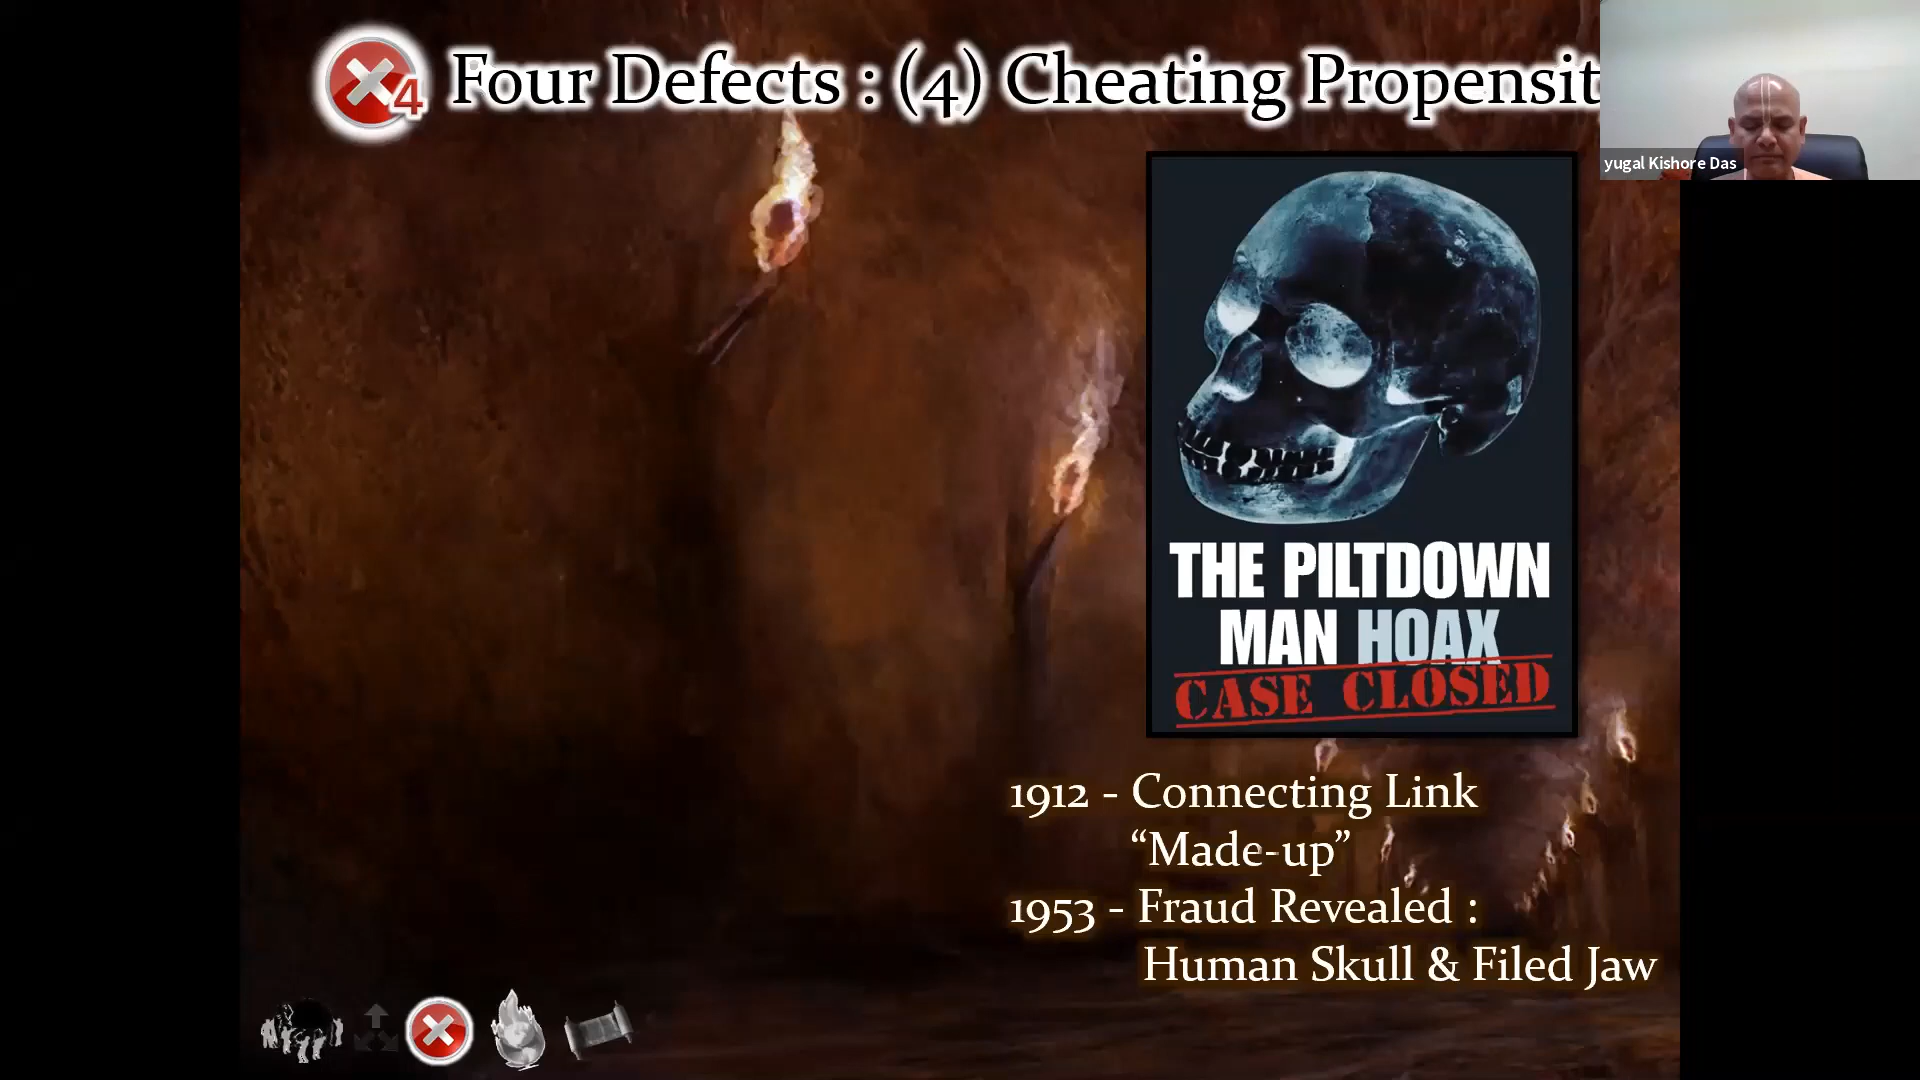 4
Four Defects : (4) Cheating Propensit
yugal Kishore Das
THE PILTDOWN
MAN HOAX
CASE CLOSED
1912 - Connecting Link
“Made-up”
1953 - Fraud Revealed :
Human Skull & Filed Jaw